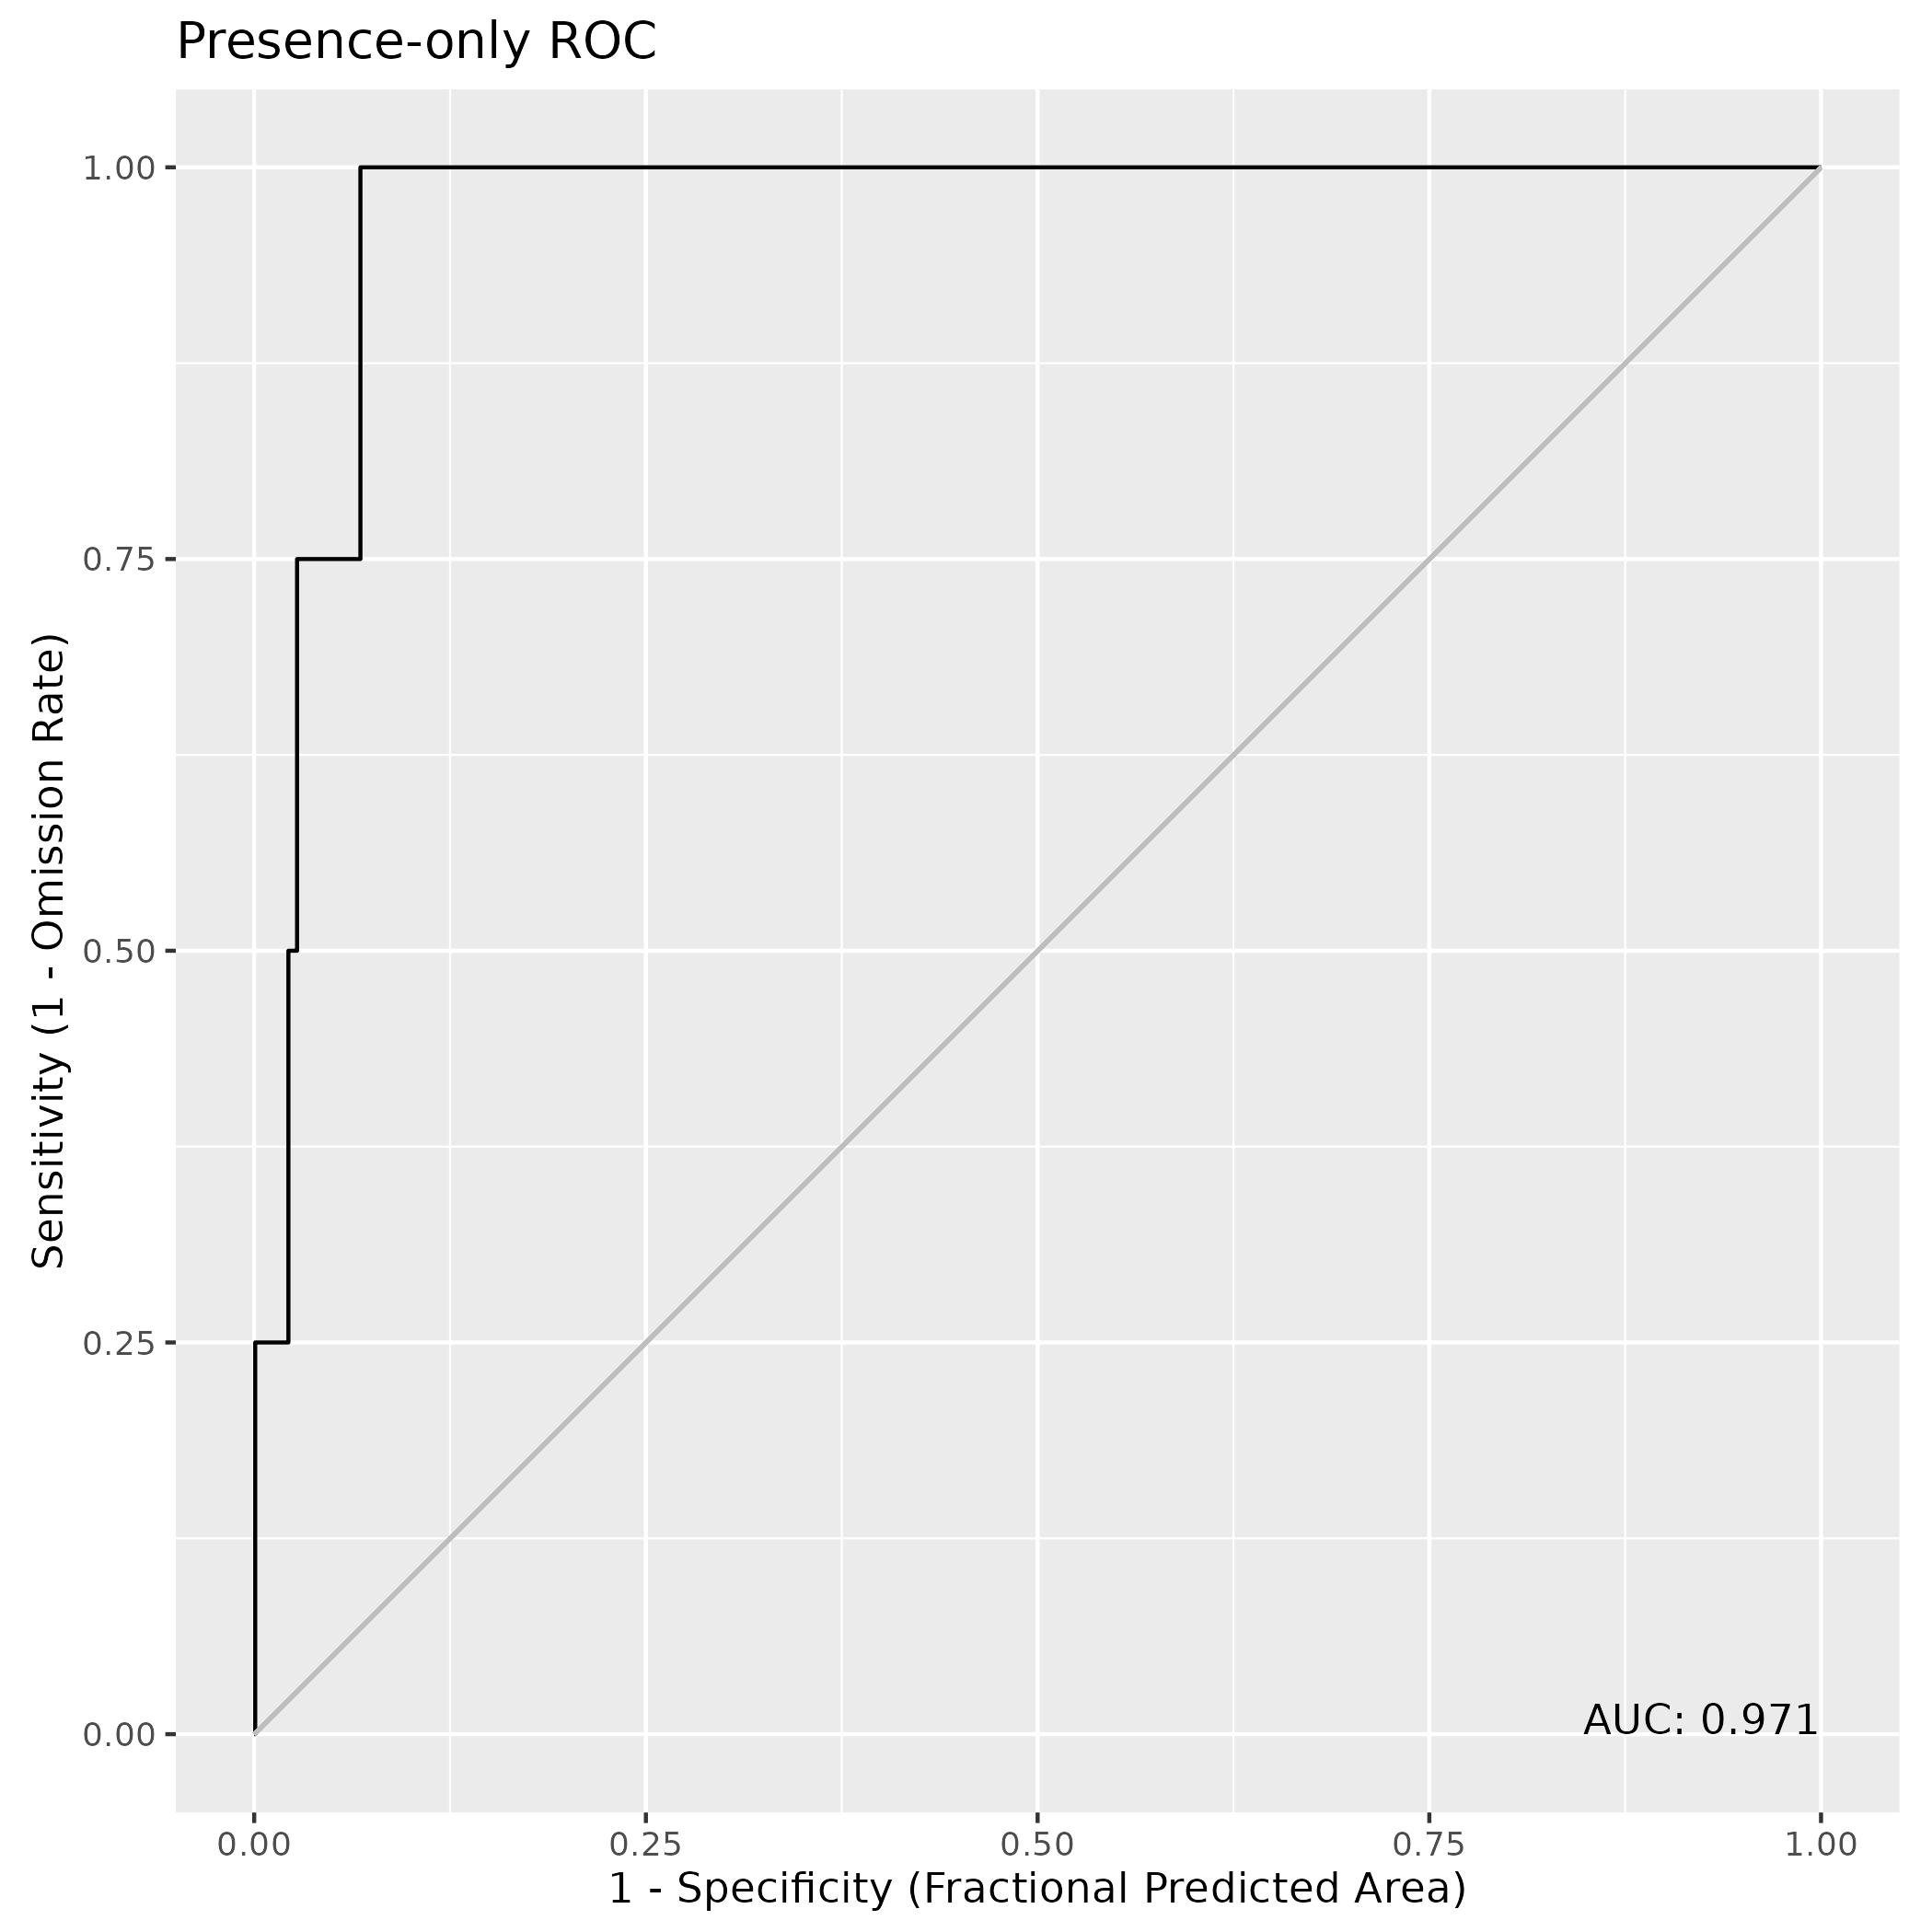 Presence-only ROC
Sensitivity (1 - Omission Rate)
1.00
0.75
0.50
0.25
0.00
AUC: 0.971
0.00 0.25 0.50 0.75 1.00
1 - Specificity (Fractional Predicted Area)